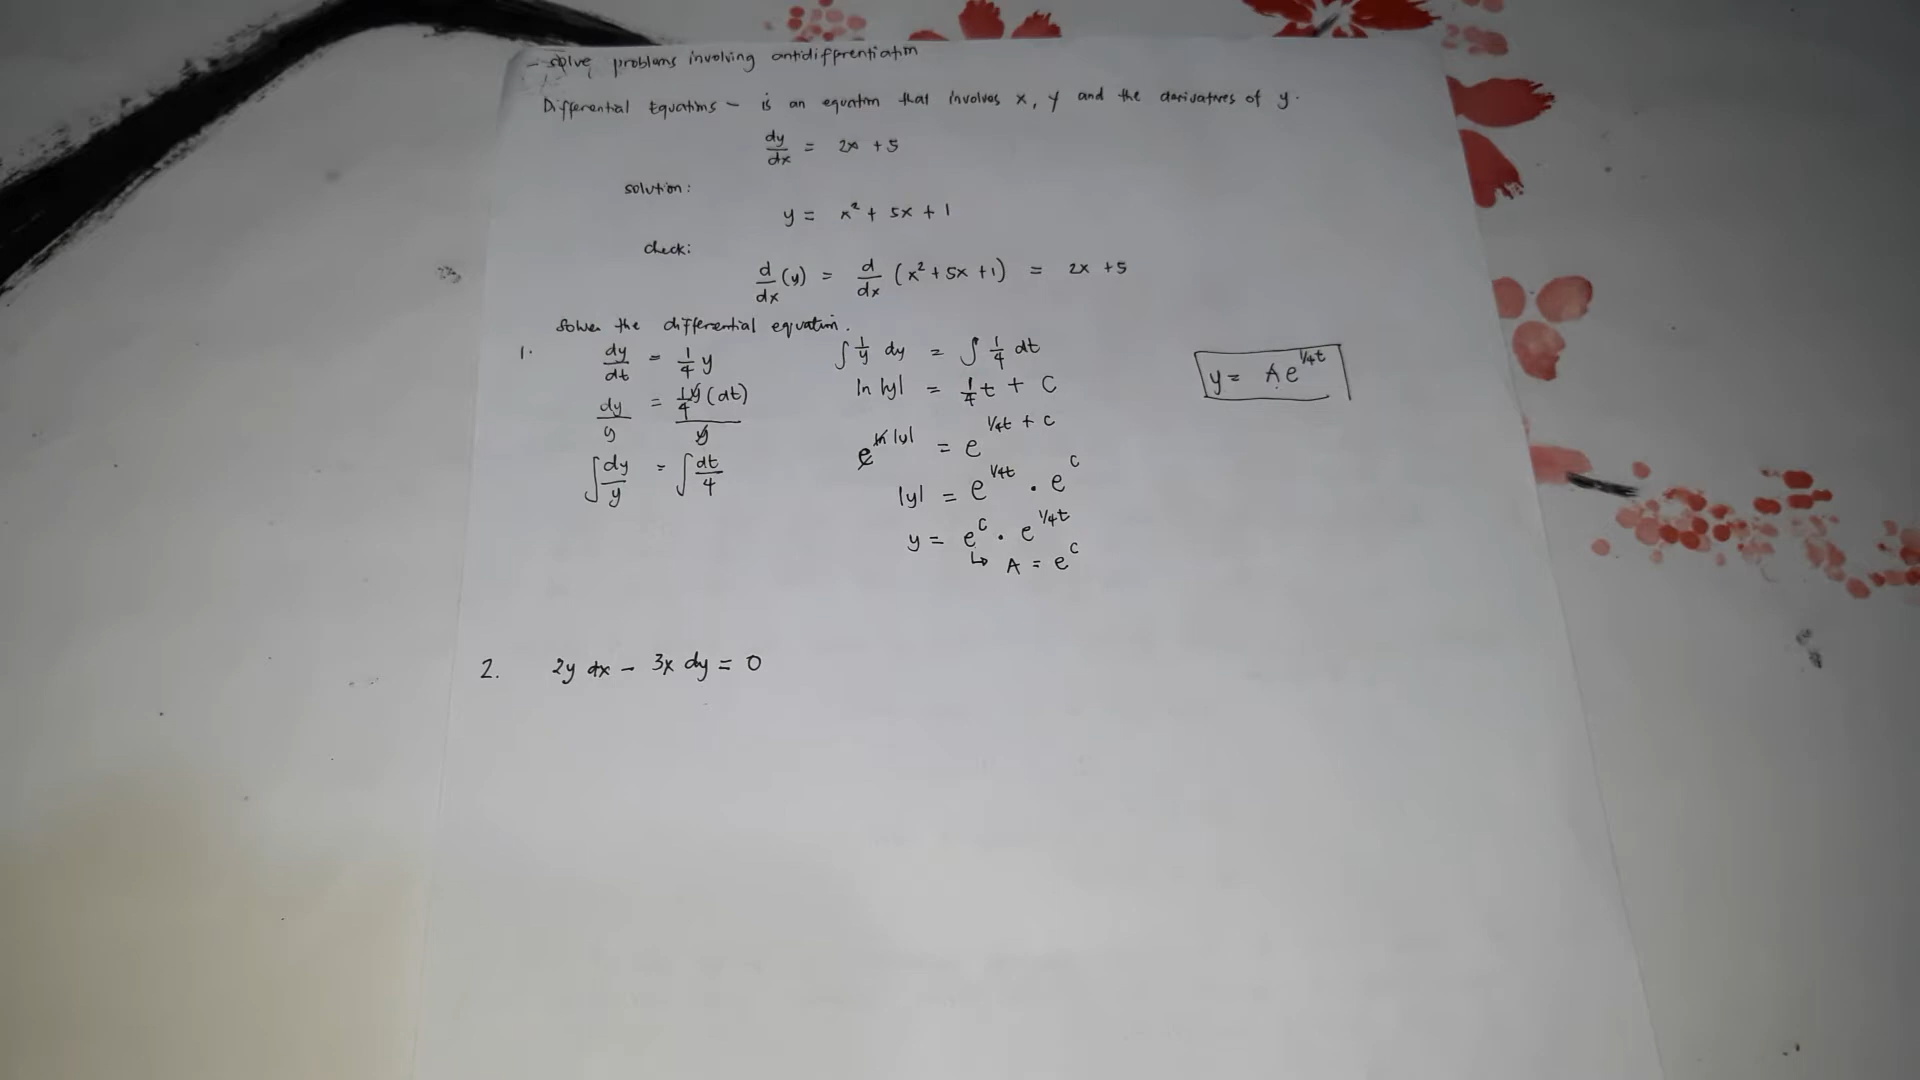 - solve problems involving antidifferentiation
Differential Equations - is an equation that involves x, y and the derivatives of y.
dy/dx = 2x + 5
solution:
y = x² + 5x + 1
check:
d/dx (y) = d/dx (x² + 5x + 1) = 2x + 5
Solve the differential equation.
1. dy/dt = 1/4 y
dy/y = 1/4 y (dt) / y
∫ dy/y = ∫ dt/4
∫ 1/y dy = ∫ 1/4 dt
ln |y| = 1/4 t + C
e^(ln |y|) = e^(1/4t + C)
|y| = e^(1/4t) · e^C
y = e^C · e^(1/4t)
↳ A = e^C
y = Ae^(1/4t)
2. 2y dx - 3x dy = 0